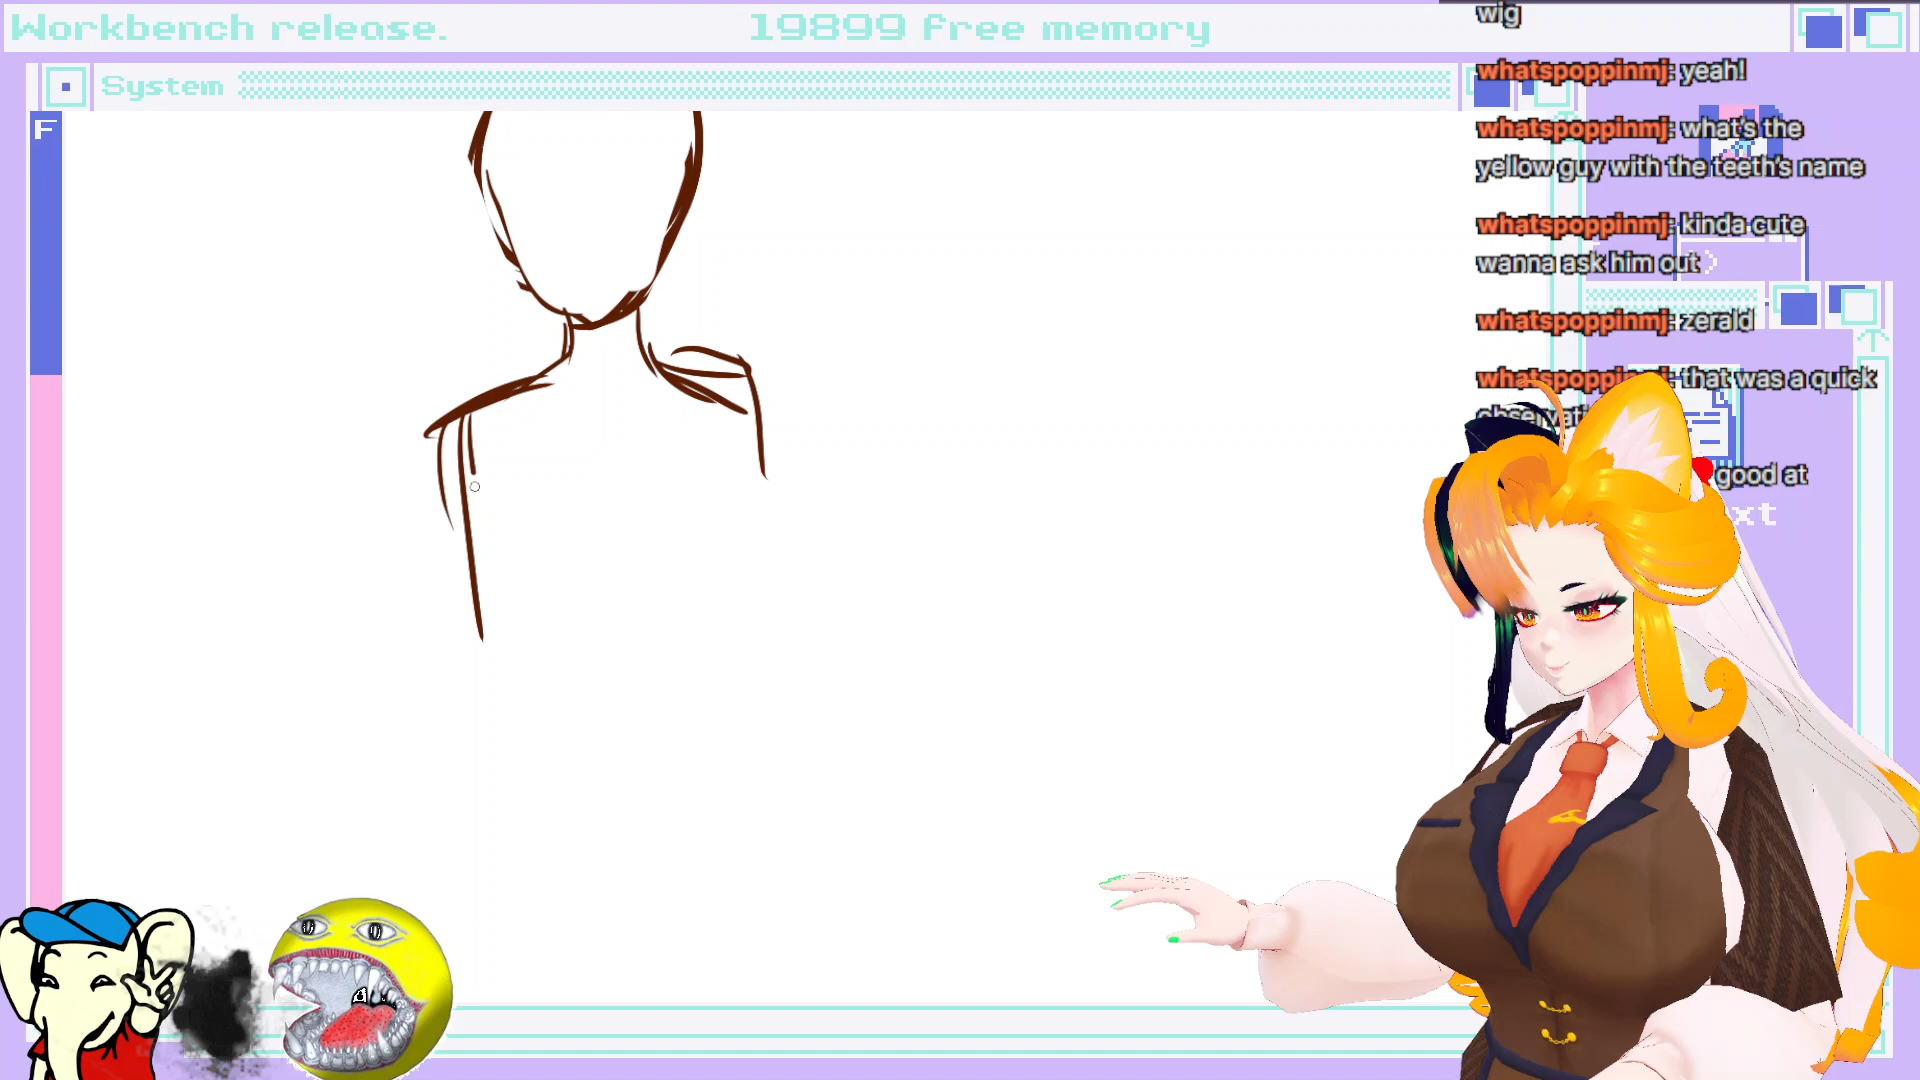 Workbench release.
19899 free memory
System
F
wig
whatspoppinmj: yeah!
whatspoppinmj: what's the
yellow guy with the teeth's name
whatspoppinmj: kinda cute
wanna ask him out
whatspoppinmj: zerald
whatspoppinmj: that was a quick
good at